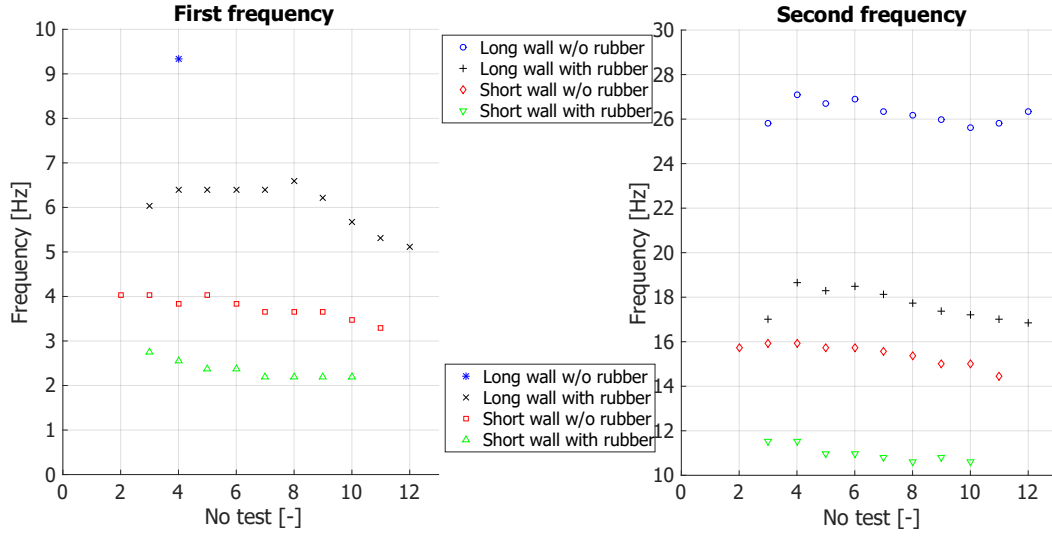 First frequency
10
9
8
7
6
5
4
3
2
1
0
Frequency [Hz]
0
2
4
6
8
10
12
No test [-]
Long wall w/o rubber
Long wall with rubber
Short wall w/o rubber
Short wall with rubber
Long wall w/o rubber
Long wall with rubber
Short wall w/o rubber
Short wall with rubber
Second frequency
30
28
26
24
22
20
18
16
14
12
10
Frequency [Hz]
0
2
4
6
8
10
12
No test [-]